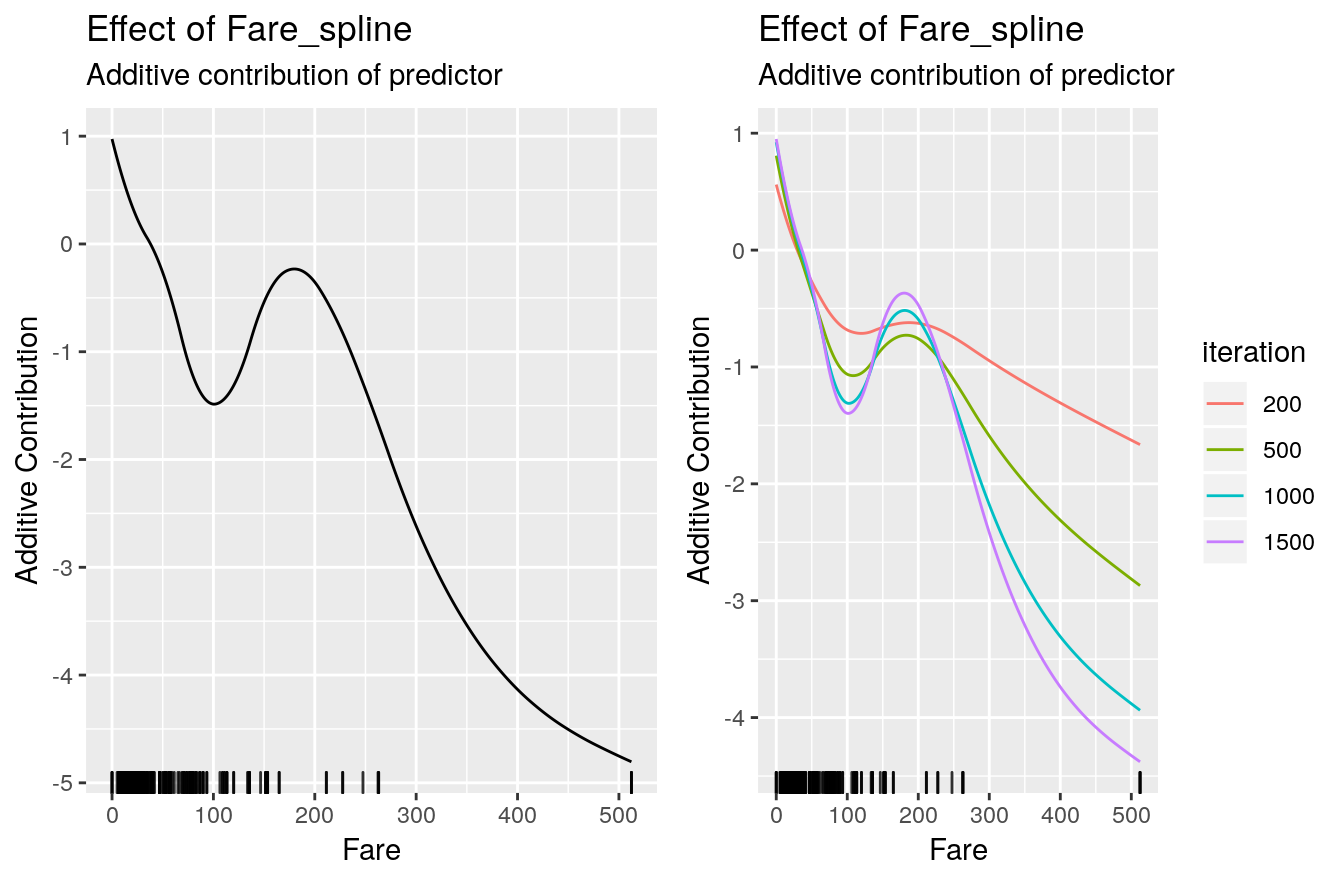 Effect of Fare_spline
Additive contribution of predictor
Additive Contribution
1
0
-1
-2
-3
-4
-5
0 100 200 300 400 500
Fare
Effect of Fare_spline
Additive contribution of predictor
Additive Contribution
1
0
-1
-2
-3
-4
0 100 200 300 400 500
Fare
iteration
200
500
1000
1500